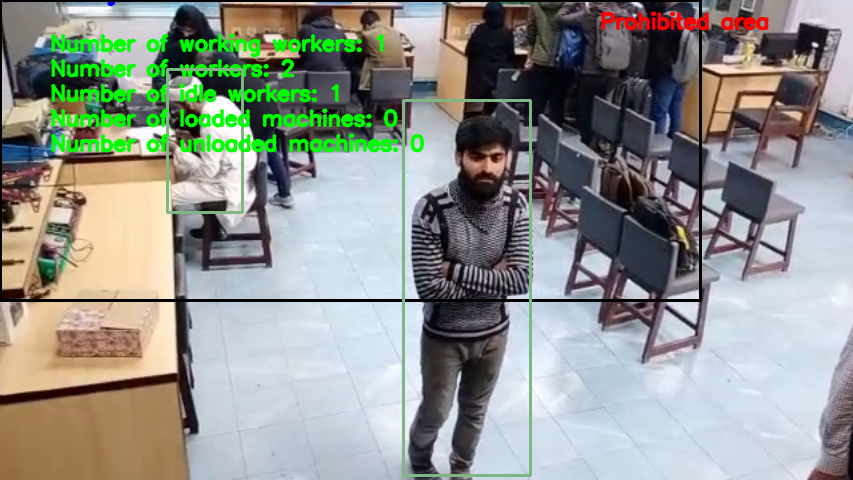 Prohibited area
Number of working workers: 1
Number of workers: 2
Number of idle workers: 1
Number of loaded machines: 0
Number of unloaded machines: 0